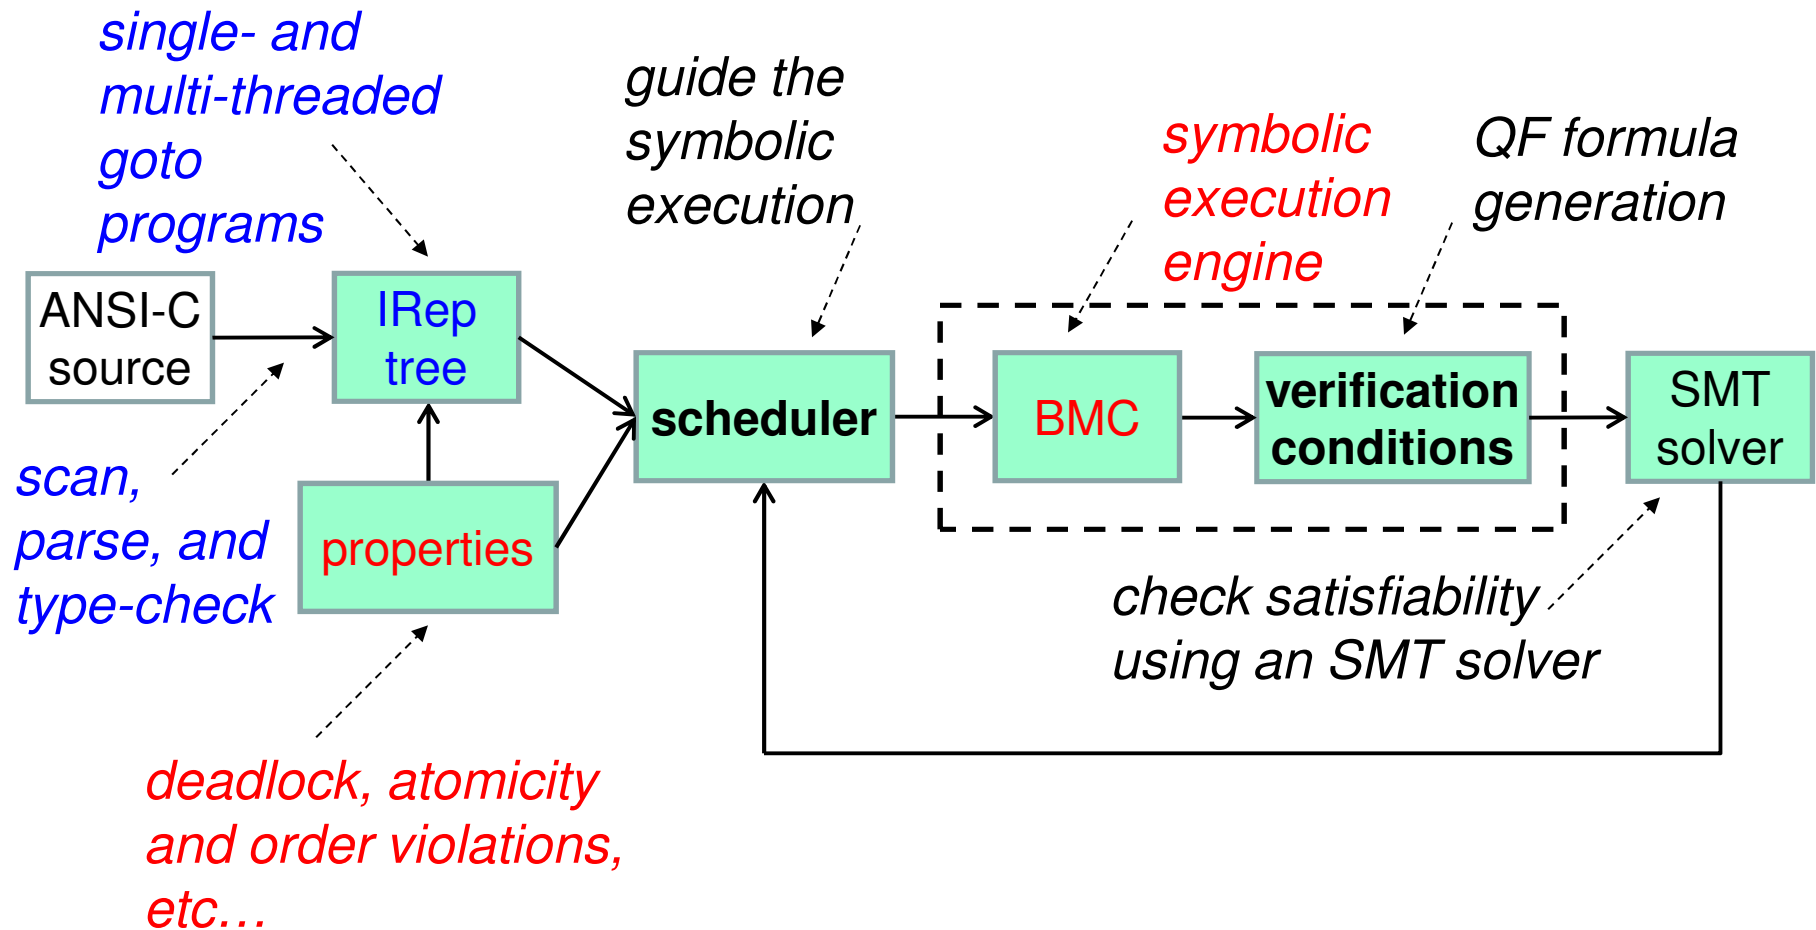 single- and
multi-threaded
goto
programs
guide the
symbolic
execution
symbolic
execution
engine
QF formula
generation
ANSI-C
source
IRep
tree
scheduler
BMC
verification
conditions
SMT
solver
scan,
parse, and
type-check
properties
check satisfiability
using an SMT solver
deadlock, atomicity
and order violations,
etc…